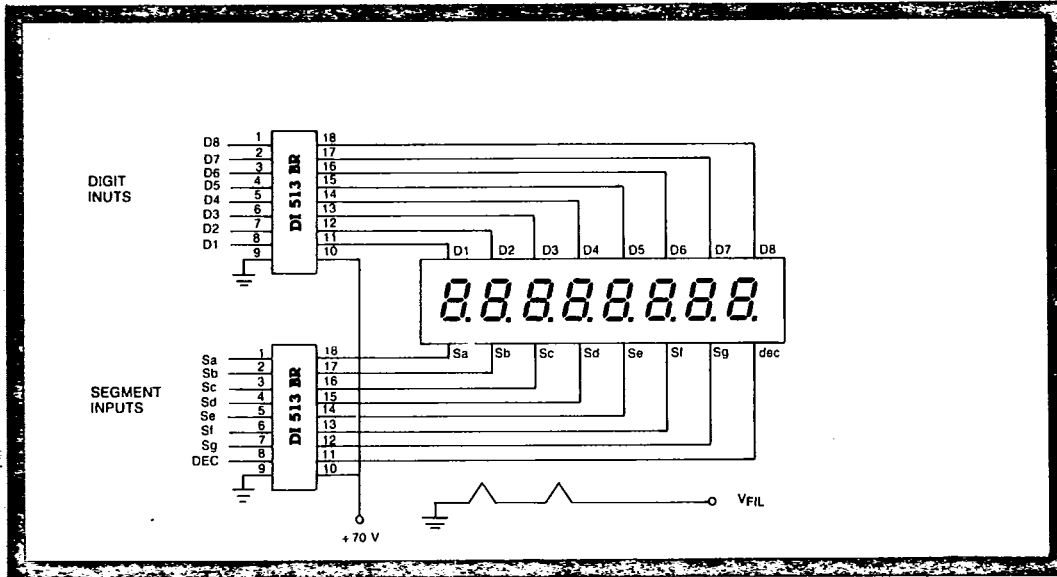 DIGIT
INUTS
D8 1
D7 2
D6 3
D5 4
D4 5
D3 6
D2 7
D1 8
9
DI 513 BR
18
17
16
15
14
13
12
11
10
D1 D2 D3 D4 D5 D6 D7 D8
8.8.8.8.8.8.8.8.
Sa Sb Sc Sd Se Sf Sg dec
SEGMENT
INPUTS
Sa 1
Sb 2
Sc 3
Sd 4
Se 5
Sf 6
Sg 7
DEC 8
9
DI 513 BR
18
17
16
15
14
13
12
11
10
+70 V
VFIL